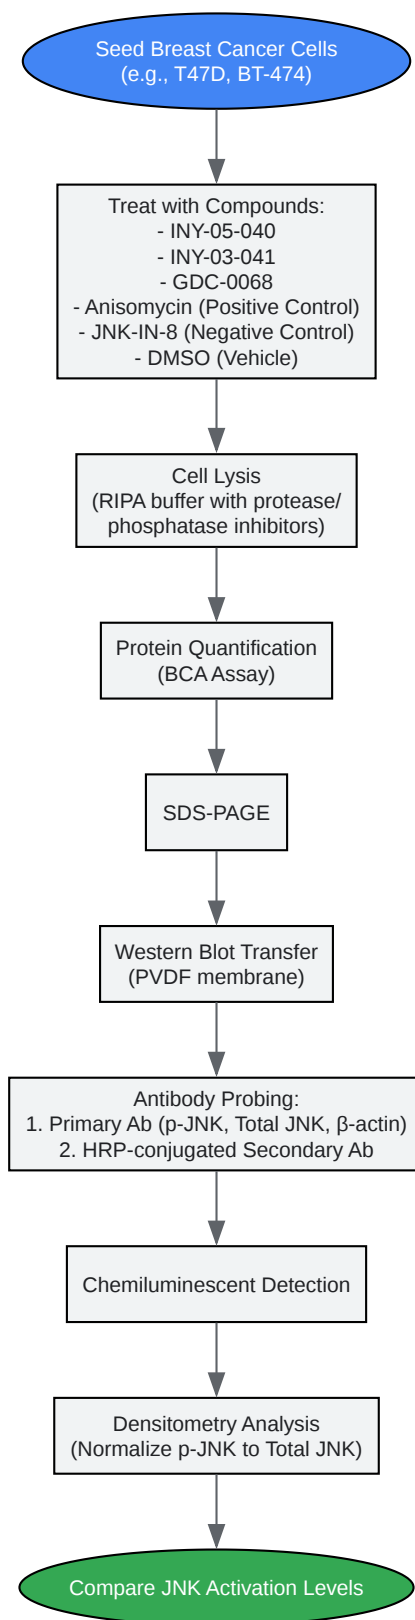 Seed Breast Cancer Cells
(e.g., T47D, BT-474)
Treat with Compounds:
- INY-05-040
- INY-03-041
- GDC-0068
- Anisomycin (Positive Control)
- JNK-IN-8 (Negative Control)
- DMSO (Vehicle)
Cell Lysis
(RIPA buffer with protease/
phosphatase inhibitors)
Protein Quantification
(BCA Assay)
SDS-PAGE
Western Blot Transfer
(PVDF membrane)
Antibody Probing:
1. Primary Ab (p-JNK, Total JNK, β-actin)
2. HRP-conjugated Secondary Ab
Chemiluminescent Detection
Densitometry Analysis
(Normalize p-JNK to Total JNK)
Compare JNK Activation Levels